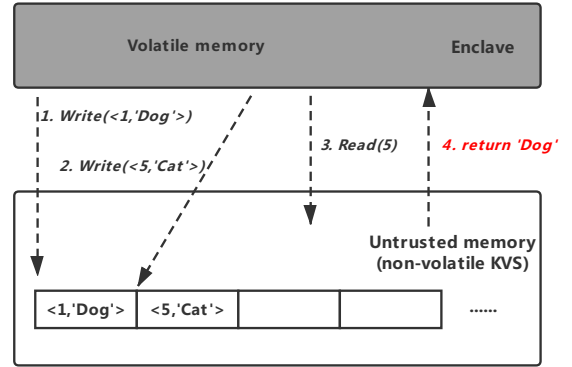 Volatile memory
Enclave
1. Write(<1,'Dog'>)
2. Write(<5,'Cat'>)
3. Read(5)
4. return 'Dog'
Untrusted memory
(non-volatile KVS)
<1,'Dog'>
<5,'Cat'>
......